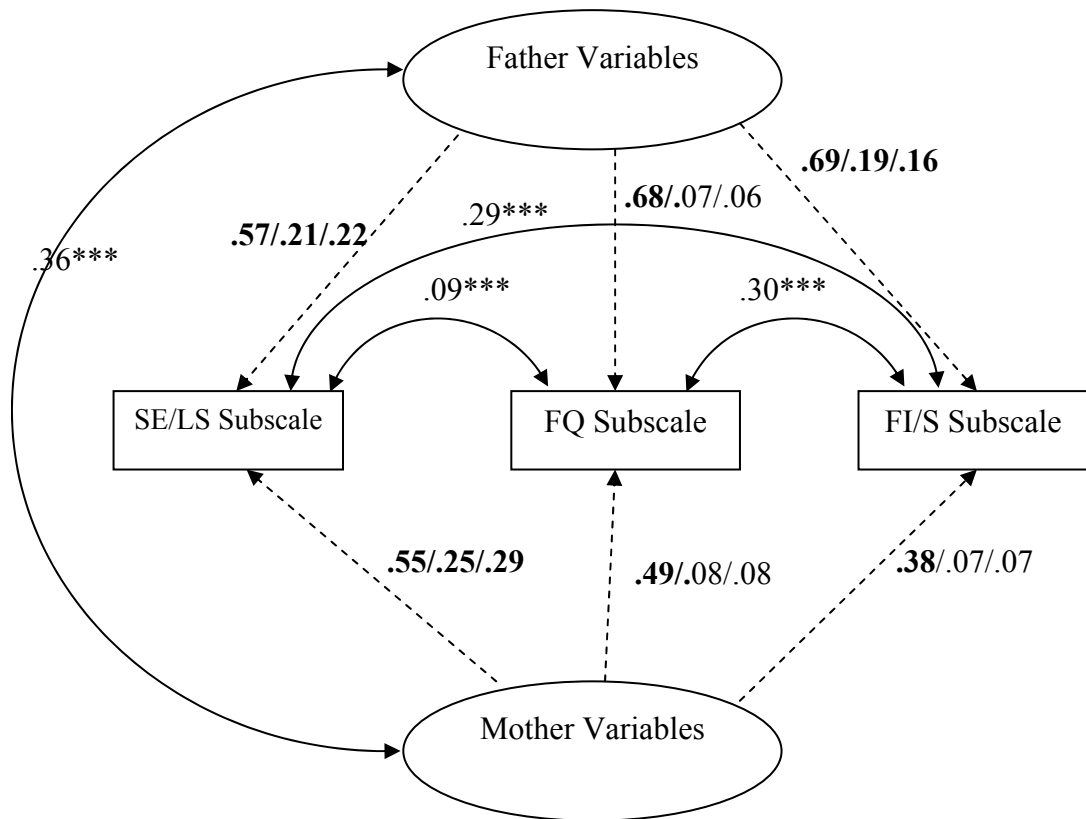 Father Variables
.69/.19/.16
.68/.07/.06
.57/.21/.22
.29***
.36***
.09***
.30***
SE/LS Subscale
FQ Subscale
FI/S Subscale
.55/.25/.29
.49/.08/.08
.38/.07/.07
Mother Variables